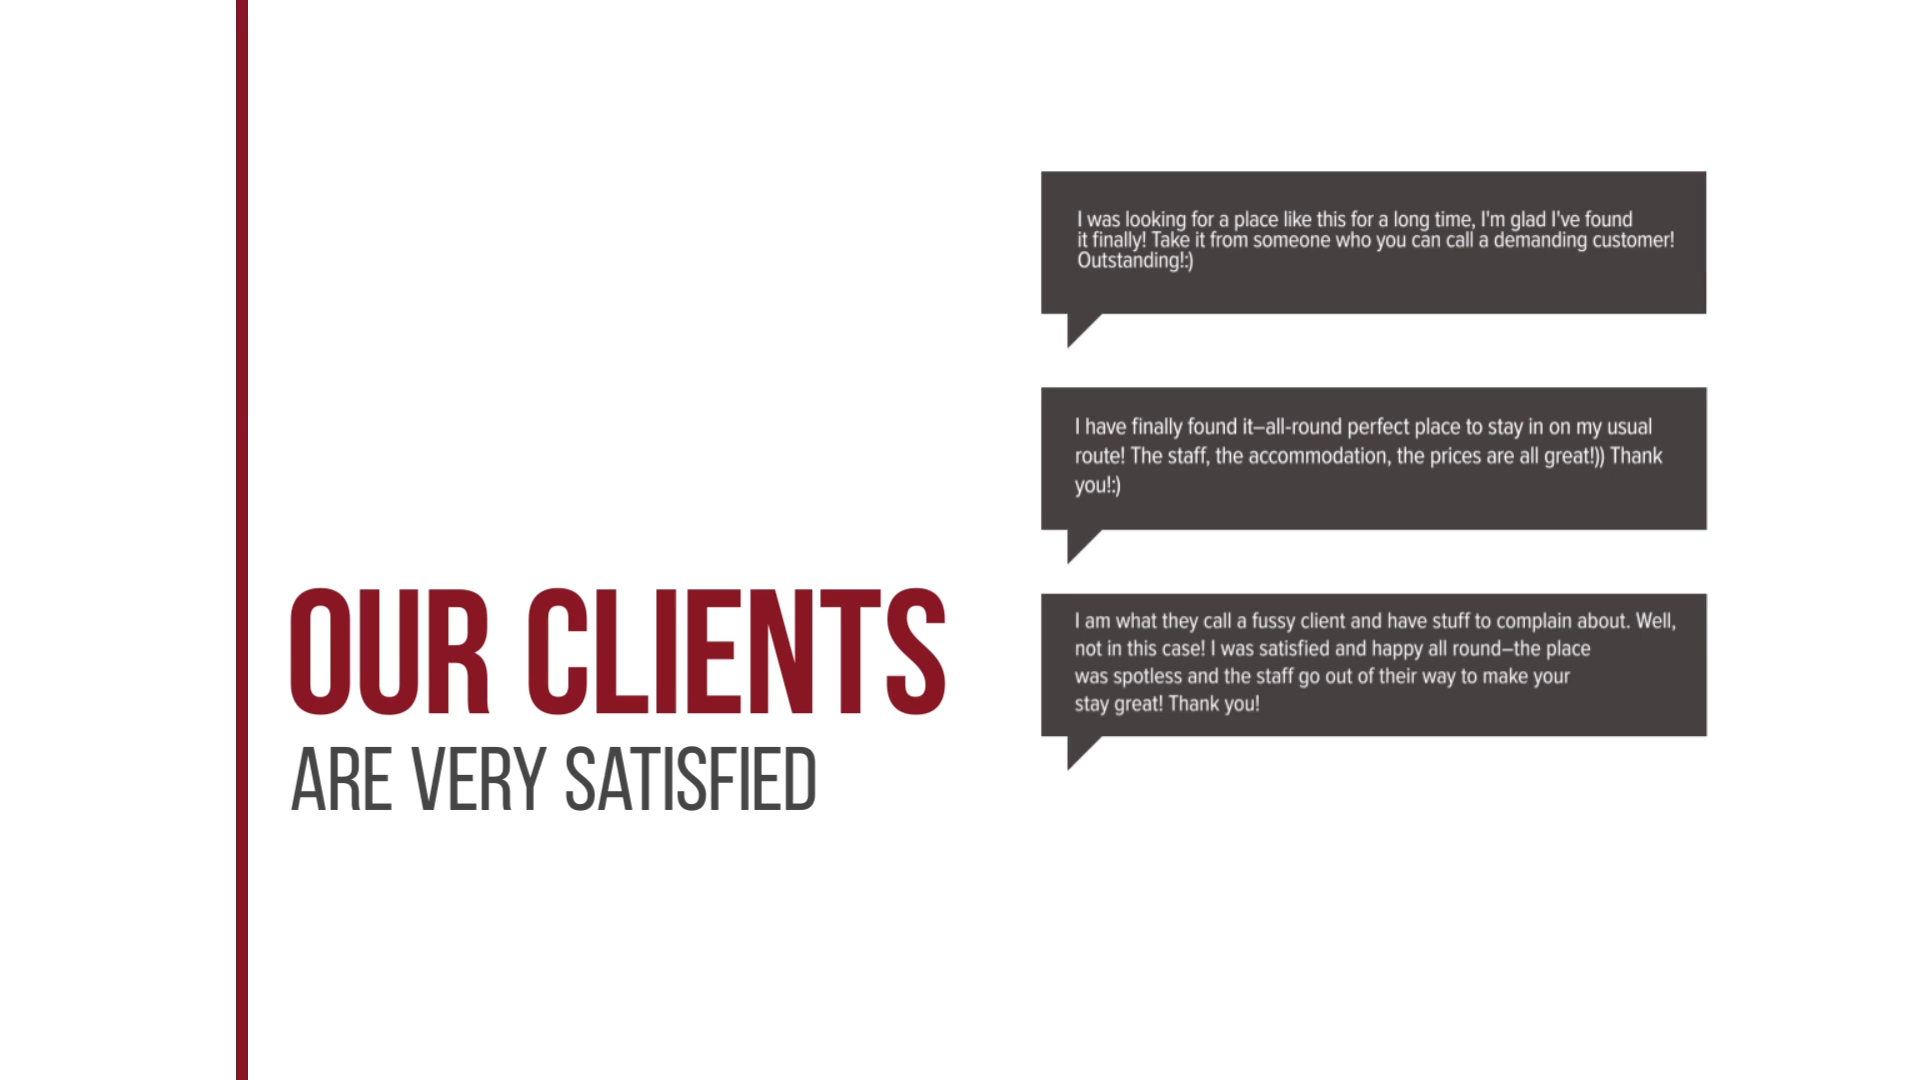 OUR CLIENTS
ARE VERY SATISFIED
I was looking for a place like this for a long time, I'm glad I've found
it finally! Take it from someone who you can call a demanding customer!
Outstanding!:)
I have finally found it–all-round perfect place to stay in on my usual
route! The staff, the accommodation, the prices are all great!)) Thank
you!:)
I am what they call a fussy client and have stuff to complain about. Well,
not in this case! I was satisfied and happy all round–the place
was spotless and the staff go out of their way to make your
stay great! Thank you!